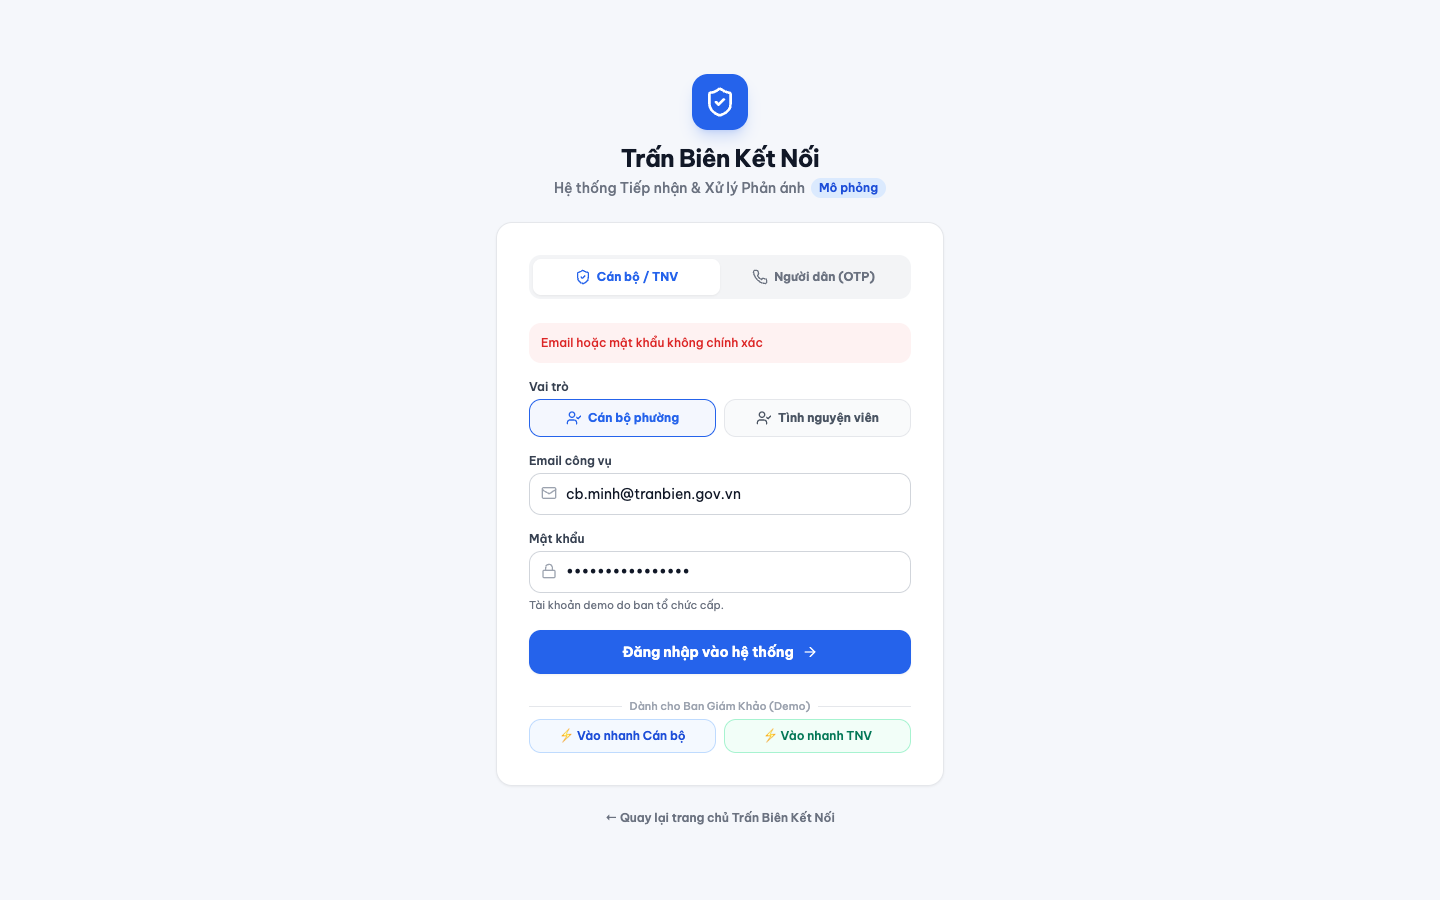 Trấn Biên Kết Nối
Hệ thống Tiếp nhận & Xử lý Phản ánh Mô phỏng
Cán bộ / TNV
Người dân (OTP)
Email hoặc mật khẩu không chính xác
Vai trò
Cán bộ phường
Tình nguyện viên
Email công vụ
cb.minh@tranbien.gov.vn
Mật khẩu
••••••••••••••••
Tài khoản demo do ban tổ chức cấp.
Đăng nhập vào hệ thống →
Dành cho Ban Giám Khảo (Demo)
⚡ Vào nhanh Cán bộ
⚡ Vào nhanh TNV
← Quay lại trang chủ Trấn Biên Kết Nối